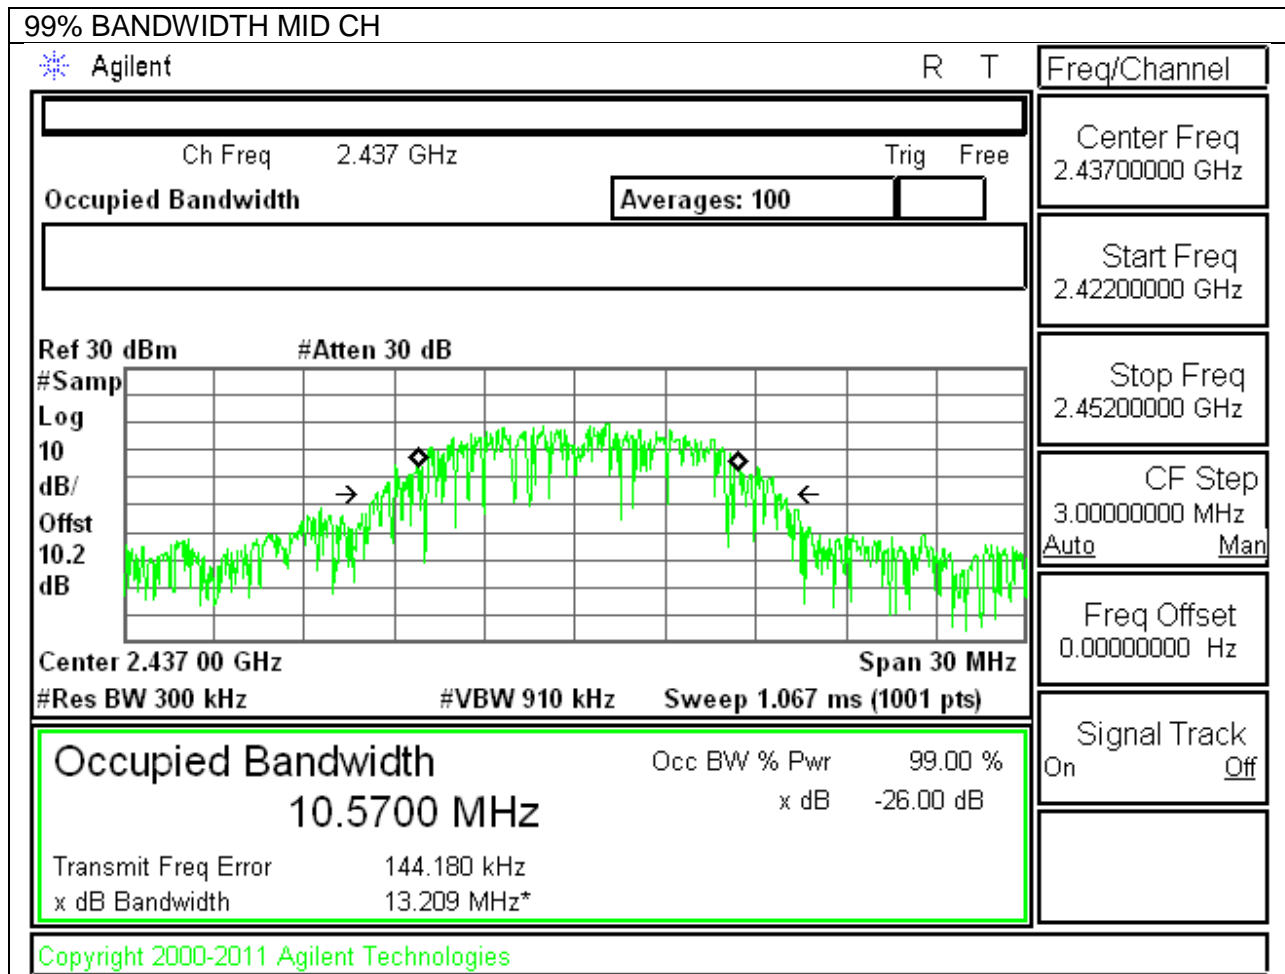 99% BANDWIDTH MID CH
Agilent R T
Freq/Channel
Ch Freq 2.437 GHz Trig Free
Occupied Bandwidth Averages: 100
Center Freq
2.43700000 GHz
Start Freq
2.42200000 GHz
Stop Freq
2.45200000 GHz
CF Step
3.00000000 MHz
Auto Man
Freq Offset
0.00000000 Hz
Signal Track
On Off
Ref 30 dBm #Atten 30 dB
#Samp
Log
10
dB/
Offst
10.2
dB
Center 2.437 00 GHz Span 30 MHz
#Res BW 300 kHz #VBW 910 kHz Sweep 1.067 ms (1001 pts)
Occupied Bandwidth Occ BW % Pwr 99.00 %
10.5700 MHz x dB -26.00 dB
Transmit Freq Error 144.180 kHz
x dB Bandwidth 13.209 MHz*
Copyright 2000-2011 Agilent Technologies